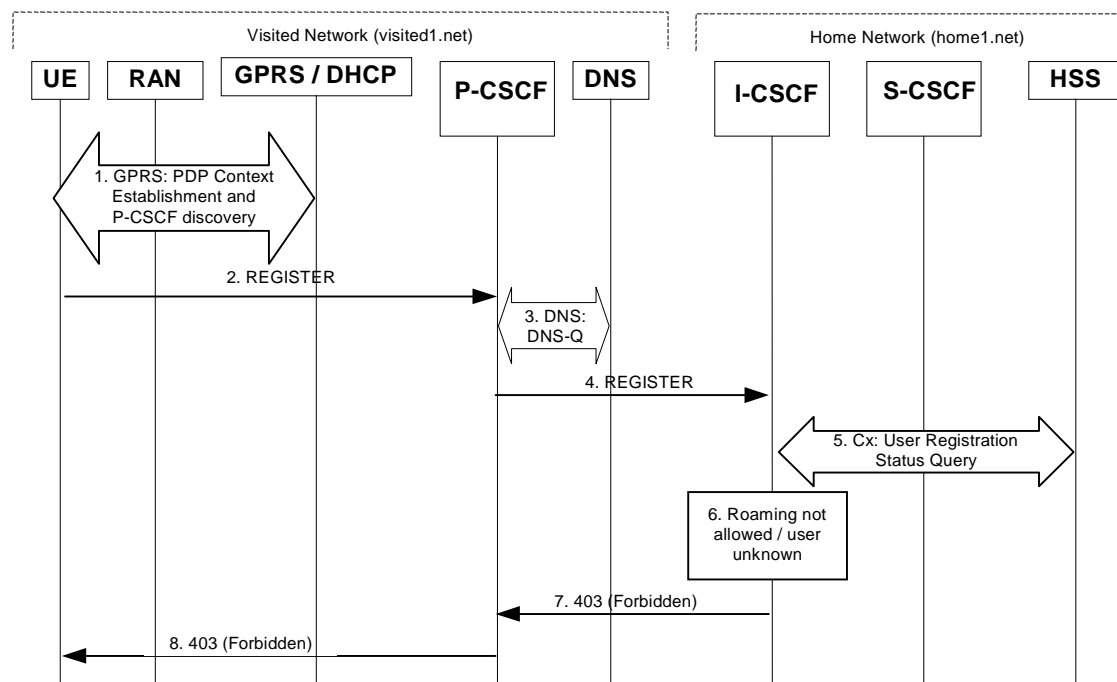 Visited Network (visited1.net)
Home Network (home1.net)
UE
RAN
GPRS / DHCP
P-CSCF
DNS
I-CSCF
S-CSCF
HSS
1. GPRS: PDP Context
Establishment and
P-CSCF discovery
2. REGISTER
3. DNS:
DNS-Q
4. REGISTER
5. Cx: User Registration
Status Query
6. Roaming not
allowed / user
unknown
7. 403 (Forbidden)
8. 403 (Forbidden)